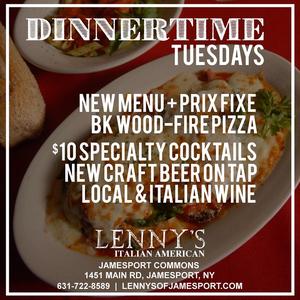 DINNERTIME
TUESDAYS
NEW MENU + PRIX FIXE
BK WOOD-FIRE PIZZA
$10 SPECIALTY COCKTAILS
NEW CRAFT BEER ON TAP
LOCAL & ITALIAN WINE
LENNY'S
ITALIAN AMERICAN
JAMESPORT COMMONS
1451 MAIN RD, JAMESPORT, NY
631-722-8589 | LENNYSOFJAMESPORT.COM